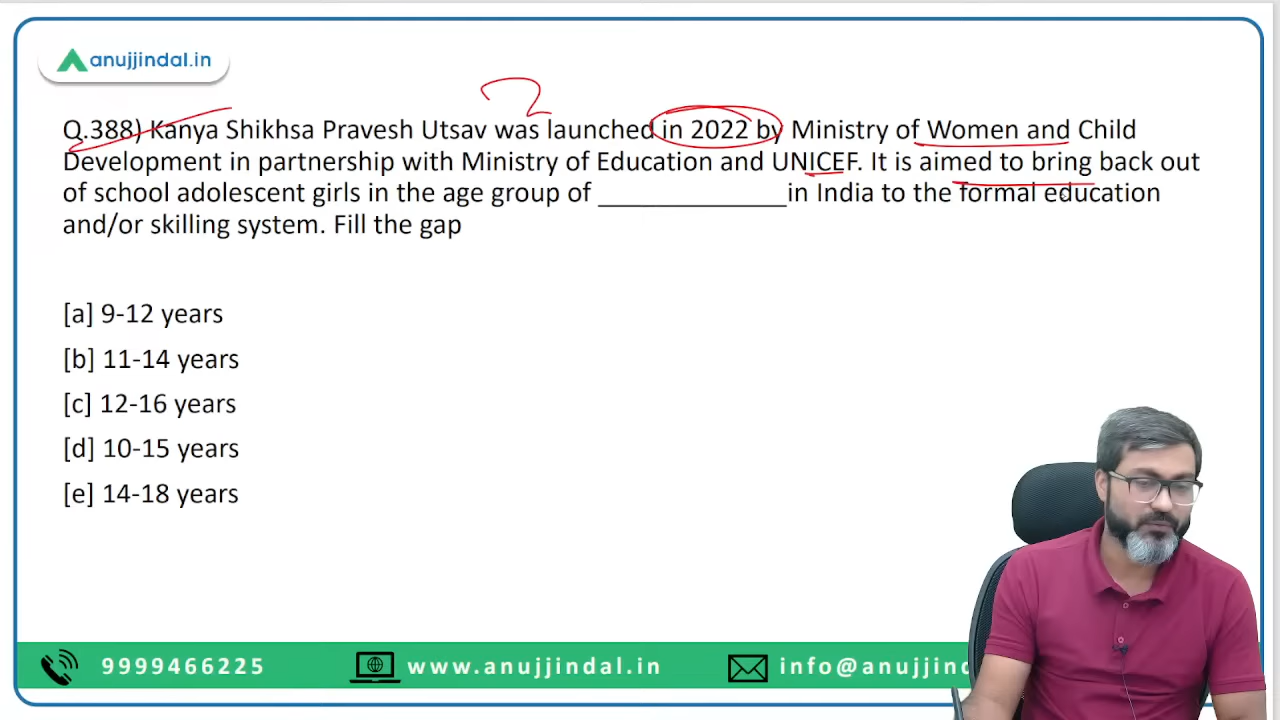 anujjindal.in
Q.388) Kanya Shikhsa Pravesh Utsav was launched in 2022 by Ministry of Women and Child
Development in partnership with Ministry of Education and UNICEF. It is aimed to bring back out
of school adolescent girls in the age group of ______________in India to the formal education
and/or skilling system. Fill the gap
[a] 9-12 years
[b] 11-14 years
[c] 12-16 years
[d] 10-15 years
[e] 14-18 years
9999466225
www.anujjindal.in
info@anujjind